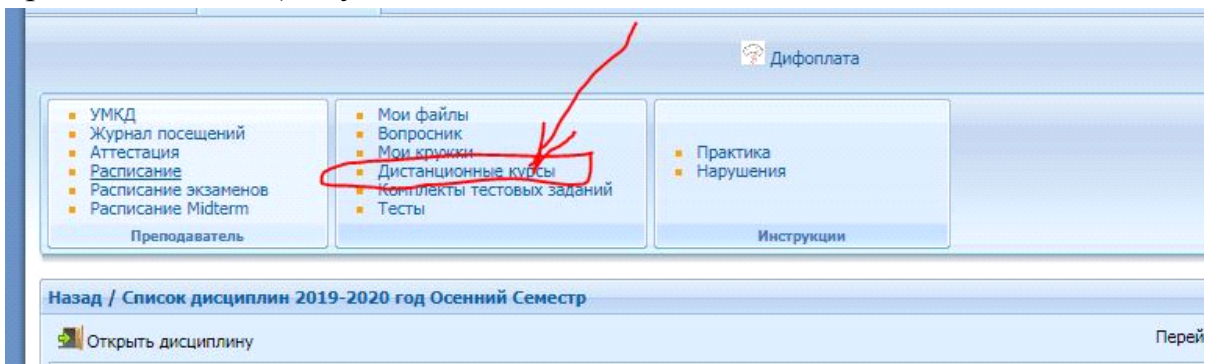 Дифоплата
УМКД
Журнал посещений
Аттестация
Расписание
Расписание экзаменов
Расписание Midterm
Преподаватель
Мои файлы
Вопросник
Мои кружки
Дистанционные курсы
Комплекты тестовых заданий
Тесты
Практика
Нарушения
Инструкции
Назад / Список дисциплин 2019-2020 год Осенний Семестр
Открыть дисциплину
Перей